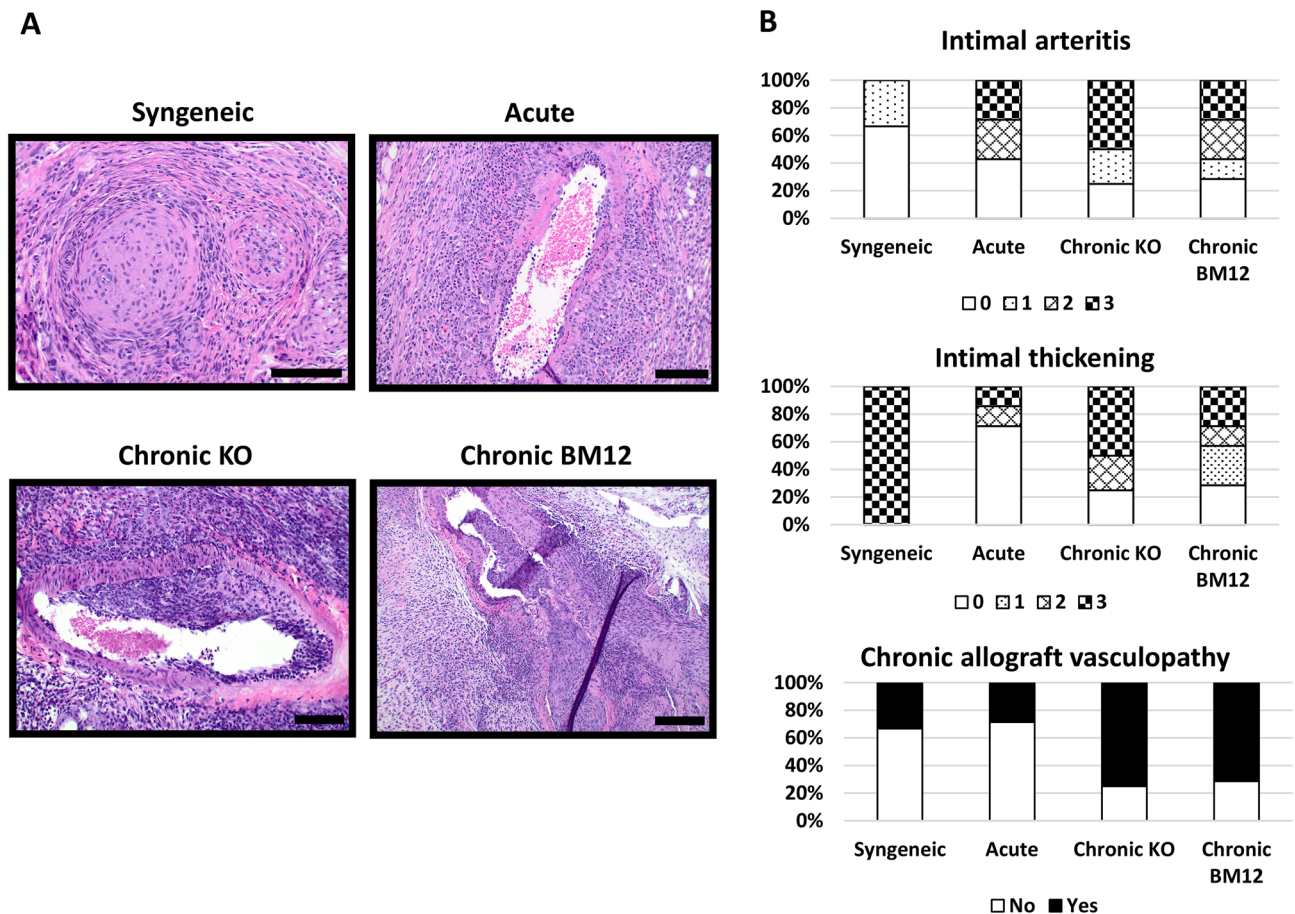 A
Syngeneic
Acute
Chronic KO
Chronic BM12
B
Intimal arteritis
100%
80%
60%
40%
20%
0%
Syngeneic Acute Chronic KO Chronic
BM12
0 1 2 3
Intimal thickening
100%
80%
60%
40%
20%
0%
Syngeneic Acute Chronic KO Chronic
BM12
0 1 2 3
Chronic allograft vasculopathy
100%
80%
60%
40%
20%
0%
Syngeneic Acute Chronic KO Chronic
BM12
No Yes